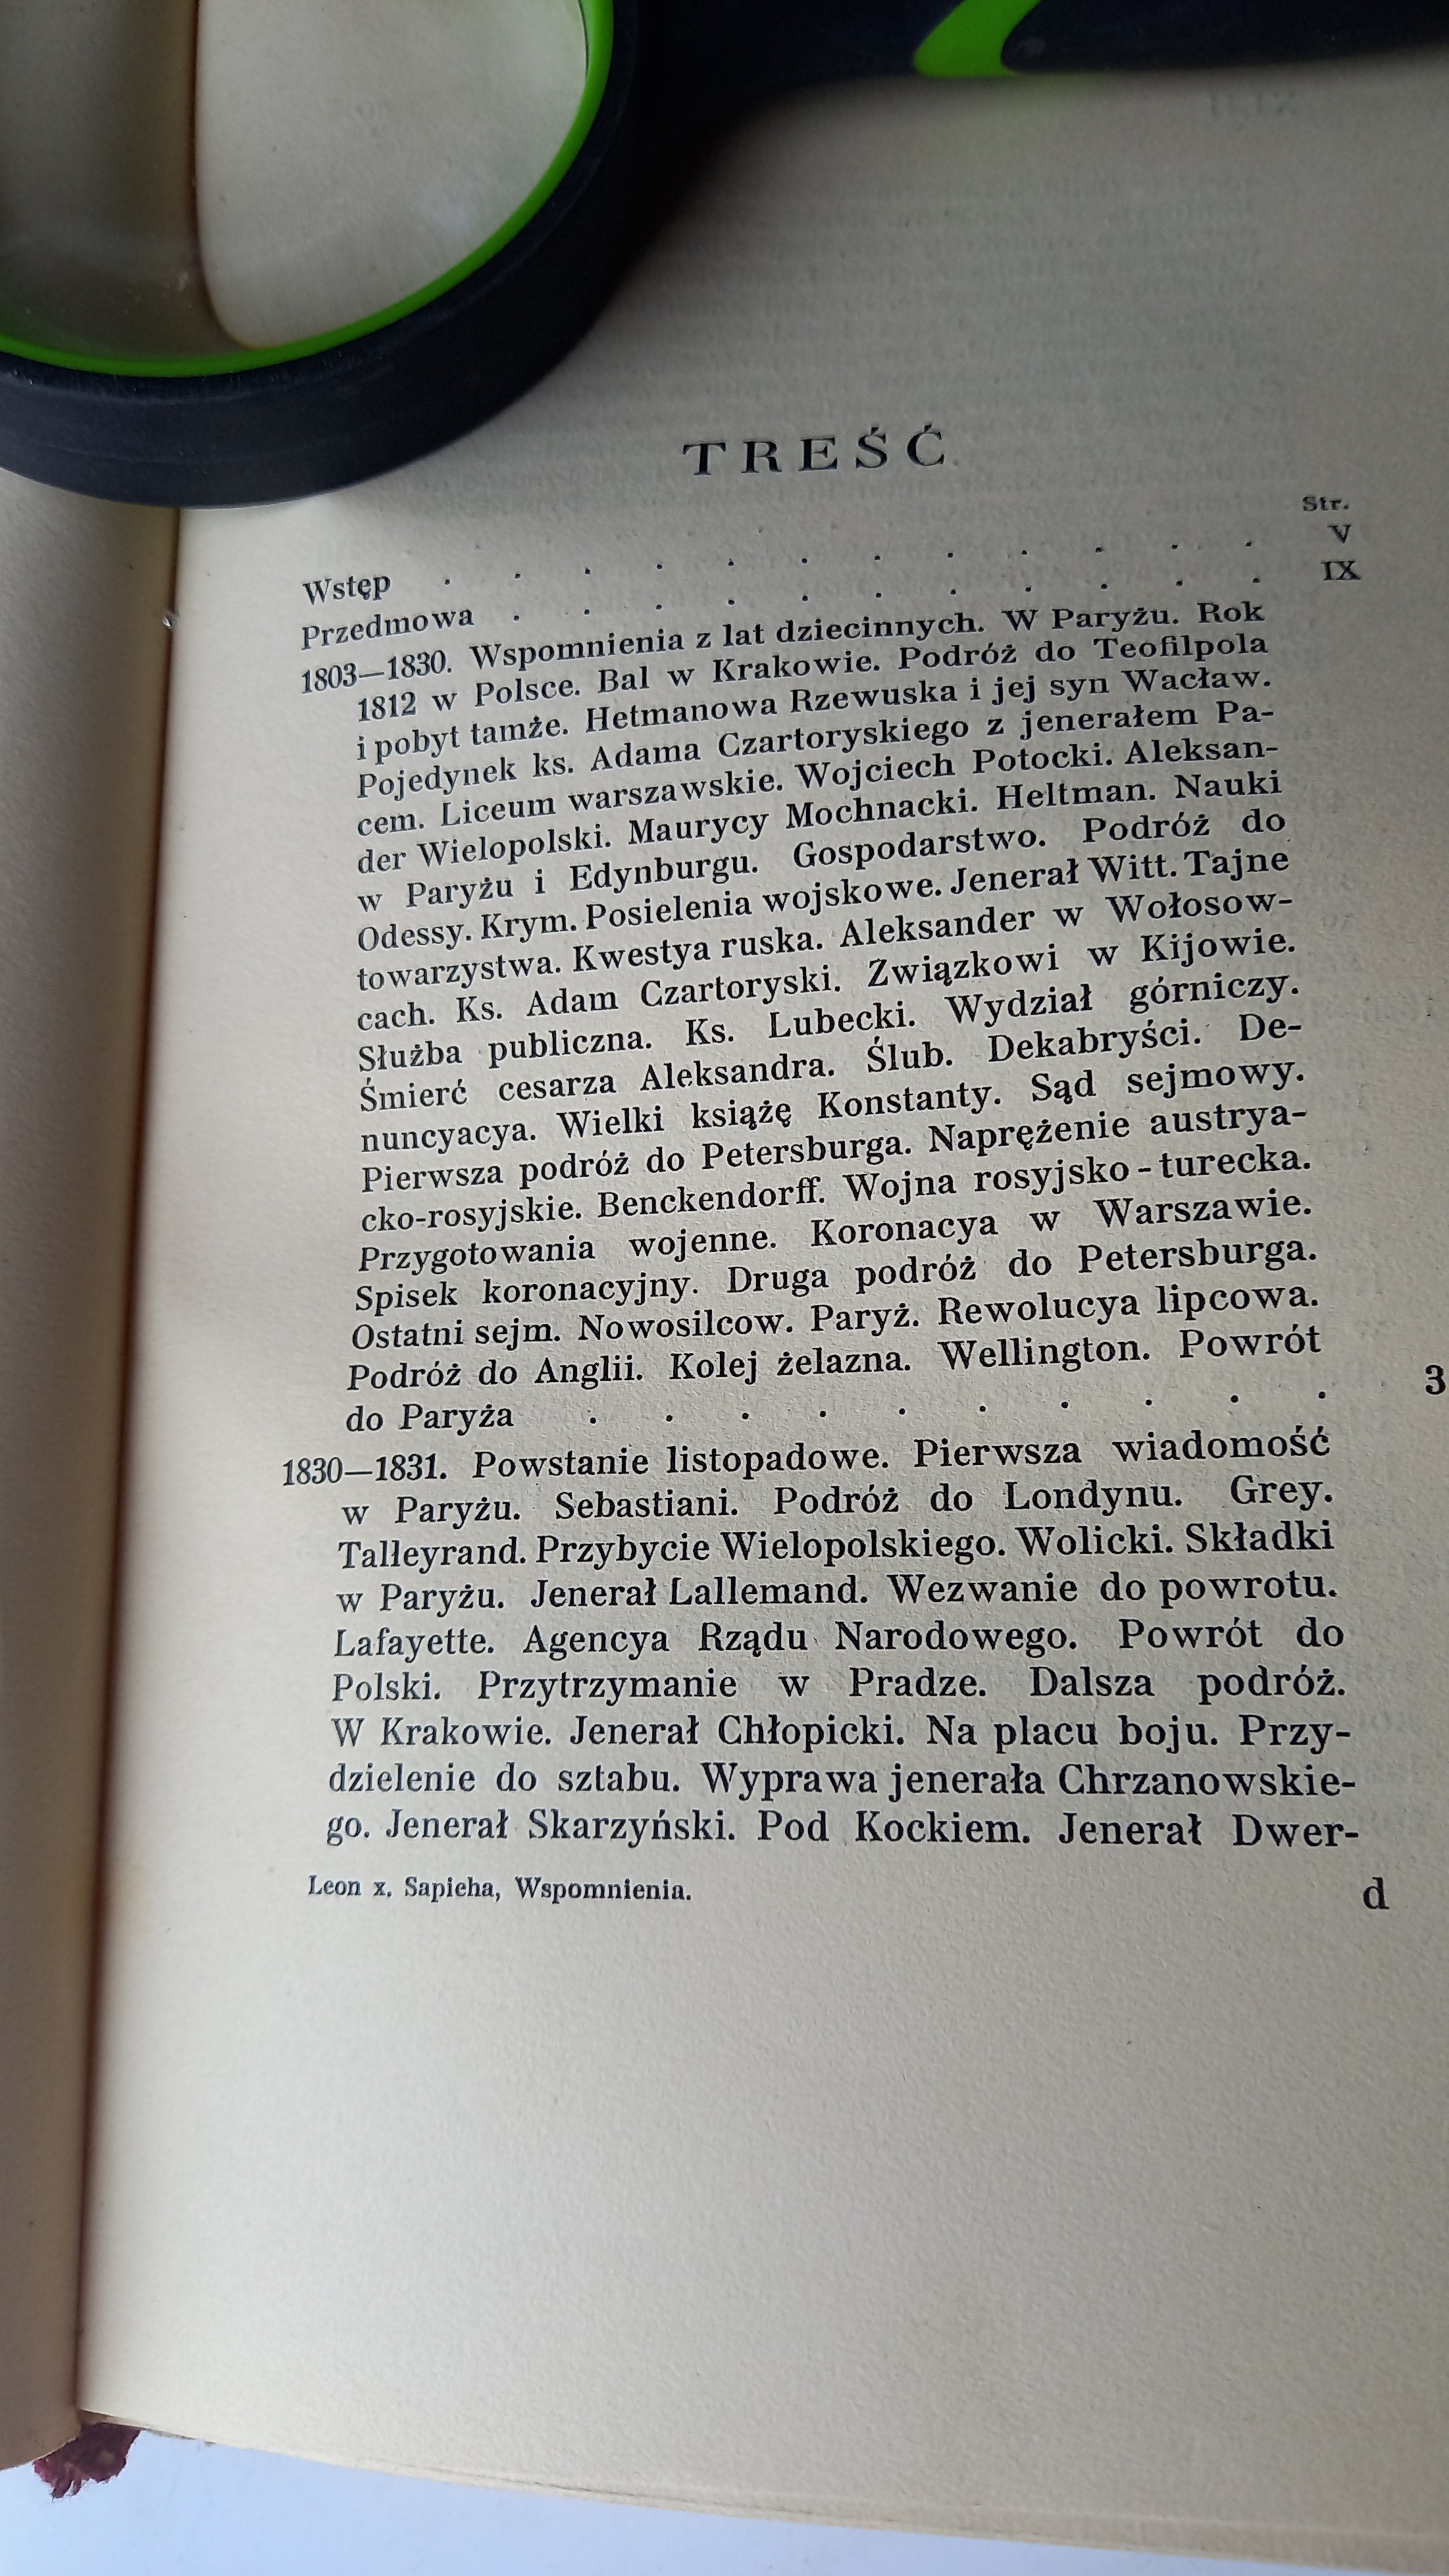 TREŚĆ
Str.
Wstęp . . . . . . . . . . . . V
Przedmowa . . . . . . . . . . . IX
1803—1830. Wspomnienia z lat dziecinnych. W Paryżu. Rok
1812 w Polsce. Bal w Krakowie. Podróż do Teofilpola
i pobyt tamże. Hetmanowa Rzewuska i jej syn Wacław.
Pojedynek ks. Adama Czartoryskiego z jenerałem Pa-
cem. Liceum warszawskie. Wojciech Potocki. Aleksan-
der Wielopolski. Maurycy Mochnacki. Heltman. Nauki
w Paryżu i Edynburgu. Gospodarstwo. Podróż do
Odessy. Krym. Posielenia wojskowe. Jenerał Witt. Tajne
towarzystwa. Kwestya ruska. Aleksander w Wołosow-
cach. Ks. Adam Czartoryski. Związkowi w Kijowie.
Służba publiczna. Ks. Lubecki. Wydział górniczy.
Śmierć cesarza Aleksandra. Ślub. Dekabryści. De-
nuncyacya. Wielki książę Konstanty. Sąd sejmowy.
Pierwsza podróż do Petersburga. Naprężenie austrya-
cko-rosyjskie. Benckendorff. Wojna rosyjsko-turecka.
Przygotowania wojenne. Koronacya w Warszawie.
Spisek koronacyjny. Druga podróż do Petersburga.
Ostatni sejm. Nowosilcow. Paryż. Rewolucya lipcowa.
Podróż do Anglii. Kolej żelazna. Wellington. Powrót
do Paryża . . . . . . . . . . 3
1830—1831. Powstanie listopadowe. Pierwsza wiadomość
w Paryżu. Sebastiani. Podróż do Londynu. Grey.
Talleyrand. Przybycie Wielopolskiego. Wolicki. Składki
w Paryżu. Jenerał Lallemand. Wezwanie do powrotu.
Lafayette. Agencya Rządu Narodowego. Powrót do
Polski. Przytrzymanie w Pradze. Dalsza podróż.
W Krakowie. Jenerał Chłopicki. Na placu boju. Przy-
dzielenie do sztabu. Wyprawa jenerała Chrzanowskie-
go. Jenerał Skarzyński. Pod Kockiem. Jenerał Dwer-
Leon x. Sapieha, Wspomnienia. d